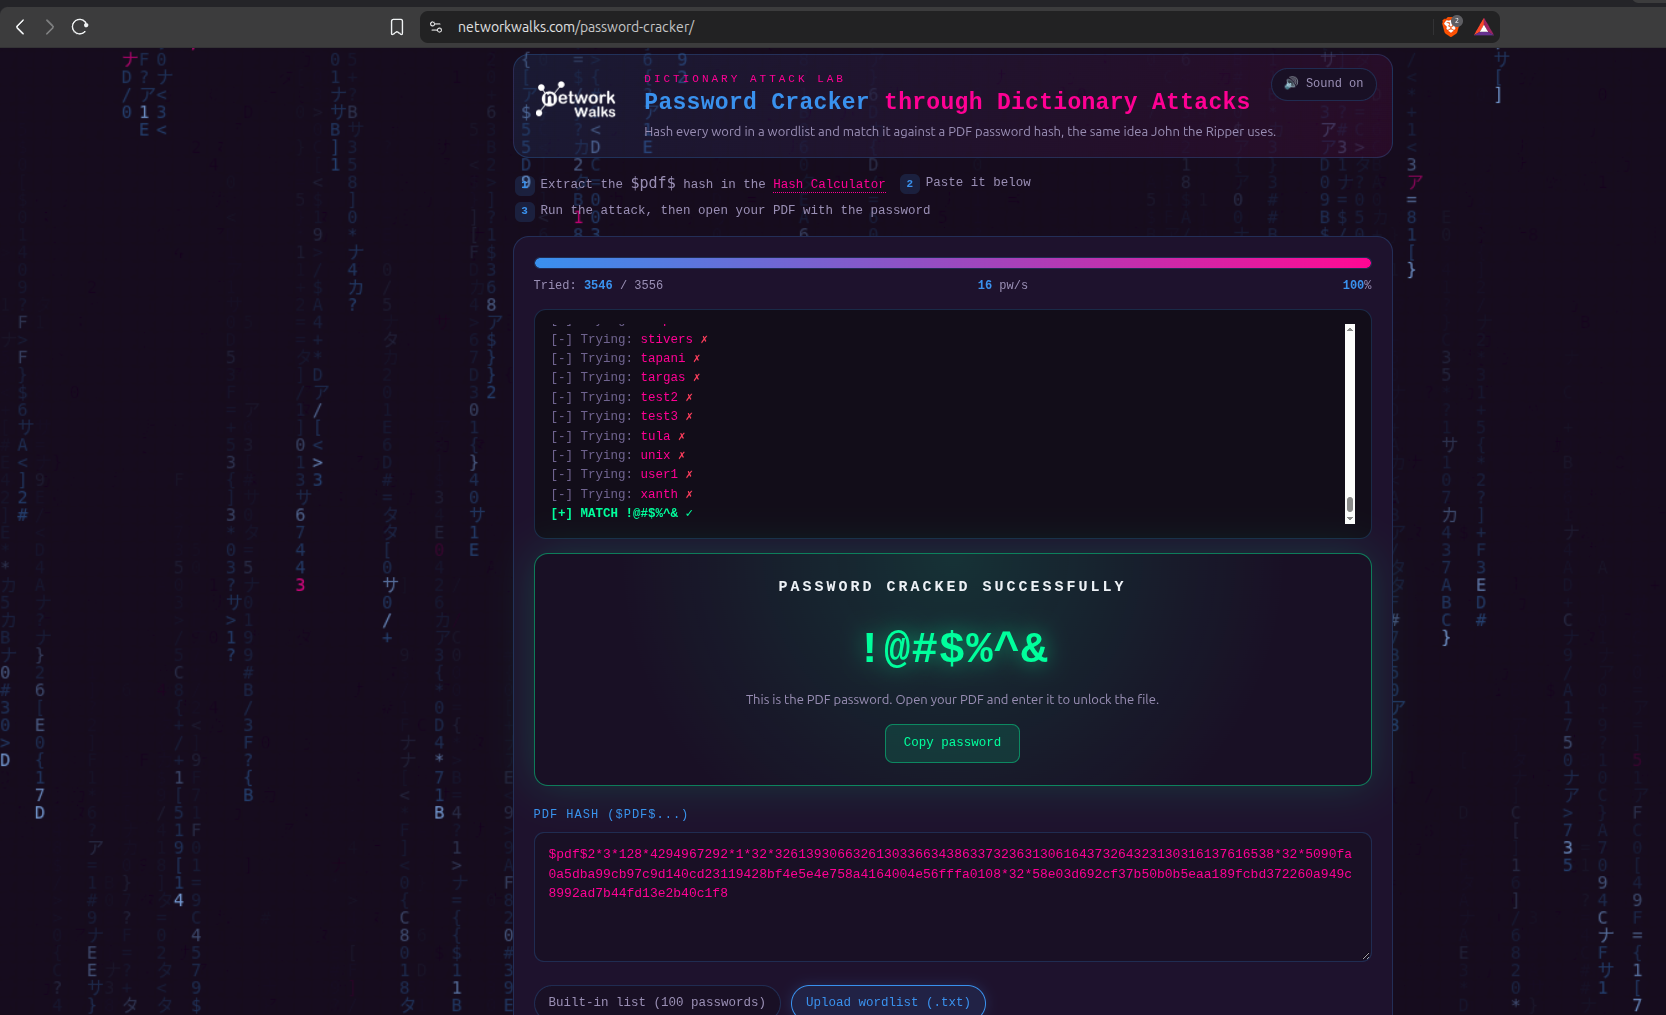 networkwalks.com/password-cracker/
2
DICTIONARY ATTACK LAB
network
Walks
Password Cracker through Dictionary Attacks
🔊 Sound on
Hash every word in a wordlist and match it against a PDF password hash, the same idea John the Ripper uses.
1 Extract the $pdf$ hash in the Hash Calculator 2 Paste it below
3 Run the attack, then open your PDF with the password
Tried: 3546 / 3556 16 pw/s 100%
[-] Trying: stivers ✗
[-] Trying: tapani ✗
[-] Trying: targas ✗
[-] Trying: test2 ✗
[-] Trying: test3 ✗
[-] Trying: tula ✗
[-] Trying: unix ✗
[-] Trying: user1 ✗
[-] Trying: xanth ✗
[+] MATCH !@#$%^& ✓
PASSWORD CRACKED SUCCESSFULLY
!@#$%^&
This is the PDF password. Open your PDF and enter it to unlock the file.
Copy password
PDF HASH ($PDF$...)
$pdf$2*3*128*4294967292*1*32*3261393066326130336634386337323631306164373264323130316137616538*32*5090fa
0a5dba99cb97c9d140cd23119428bf4e5e4e758a4164004e56fffa0108*32*58e03d692cf37b50b0b5eaa189fcbd372260a949c
8992ad7b44fd13e2b40c1f8
Built-in list (100 passwords) Upload wordlist (.txt)